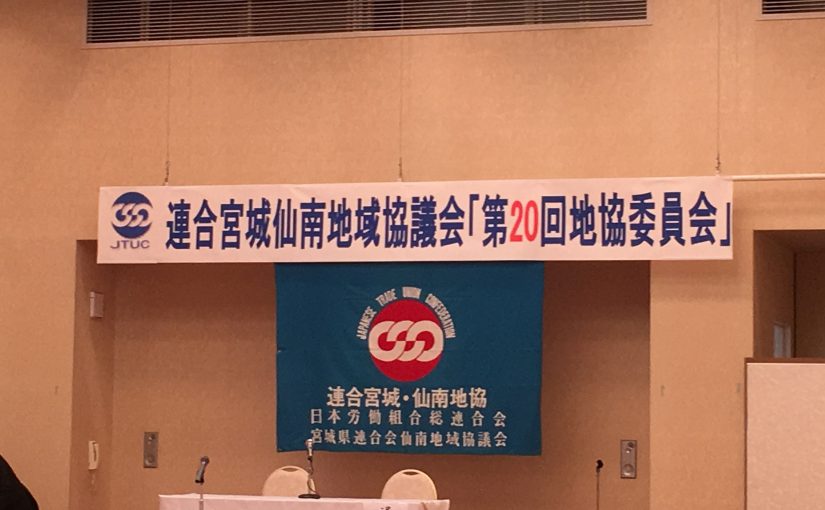 連合宮城仙南地域協議会「第20回地協委員会」
JTUC
JAPANESE TRADE UNION CONFEDERATION
連合宮城・仙南地協
日本労働組合総連合会
宮城県連合会仙南地域協議会